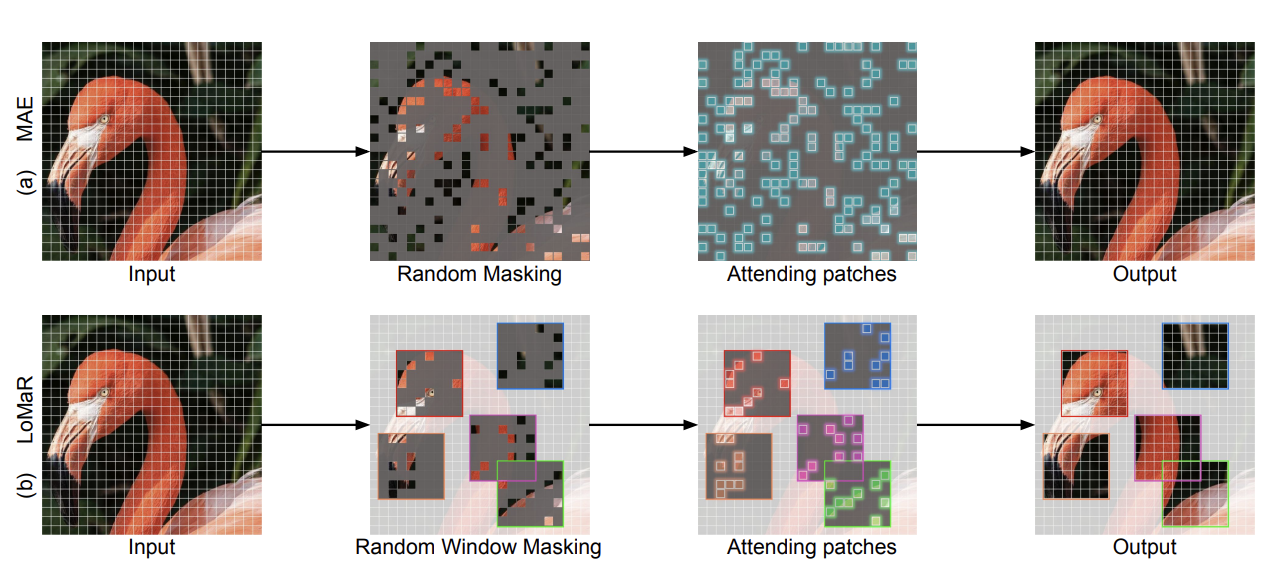 (a) MAE
Input
Random Masking
Attending patches
Output
(b) LoMaR
Input
Random Window Masking
Attending patches
Output